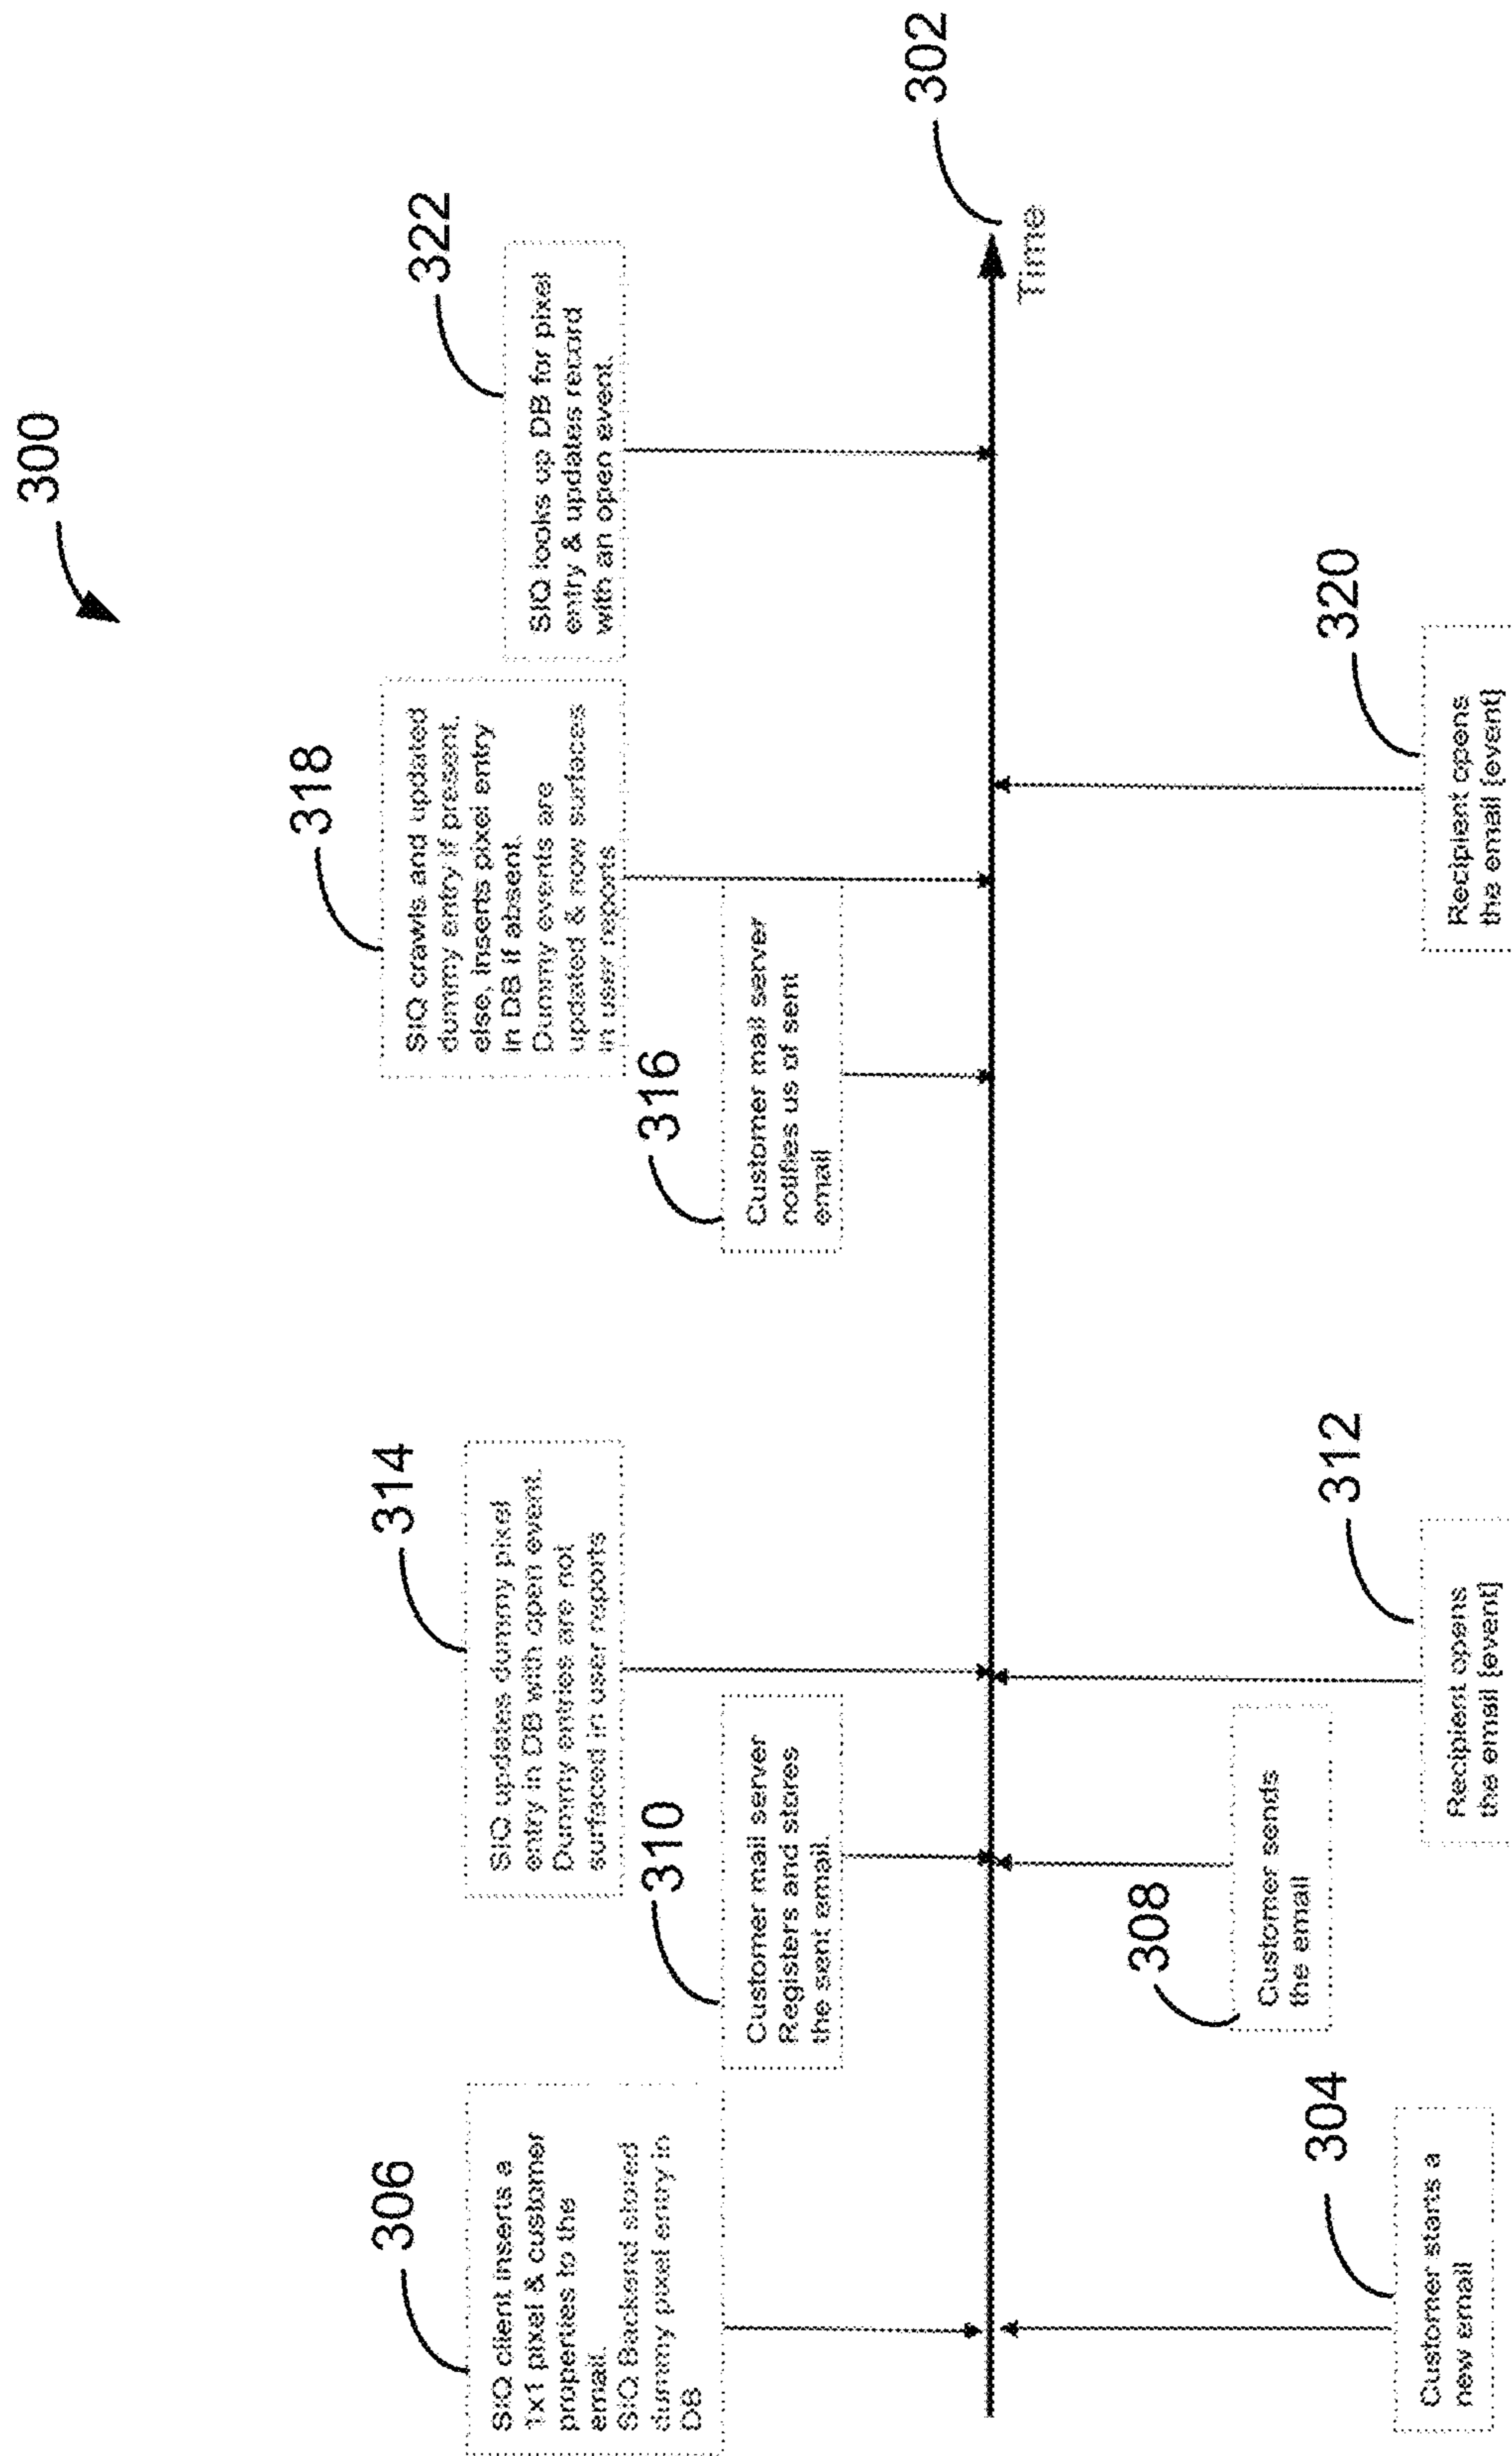 300
306
SIQ client inserts a
1x1 pixel & customer
properties to the
email.
SIQ Backend stored
dummy pixel entry in
DB
310
Customer mail server
Registers and stores
the sent email.
314
SIQ updates dummy pixel
entry in DB with open event.
Dummy entries are not
surfaced in user reports
316
Customer mail server
notifies us of sent
email
318
SIQ crawls and updated
dummy entry if present,
else, inserts pixel entry
in DB if absent.
Dummy events are
updated & now surfaces
in user reports
322
SIQ looks up DB for pixel
entry & updates record
with an open event.
302
Time
304
Customer starts a
new email
308
Customer sends
the email
312
Recipient opens
the email [event]
320
Recipient opens
the email [event]